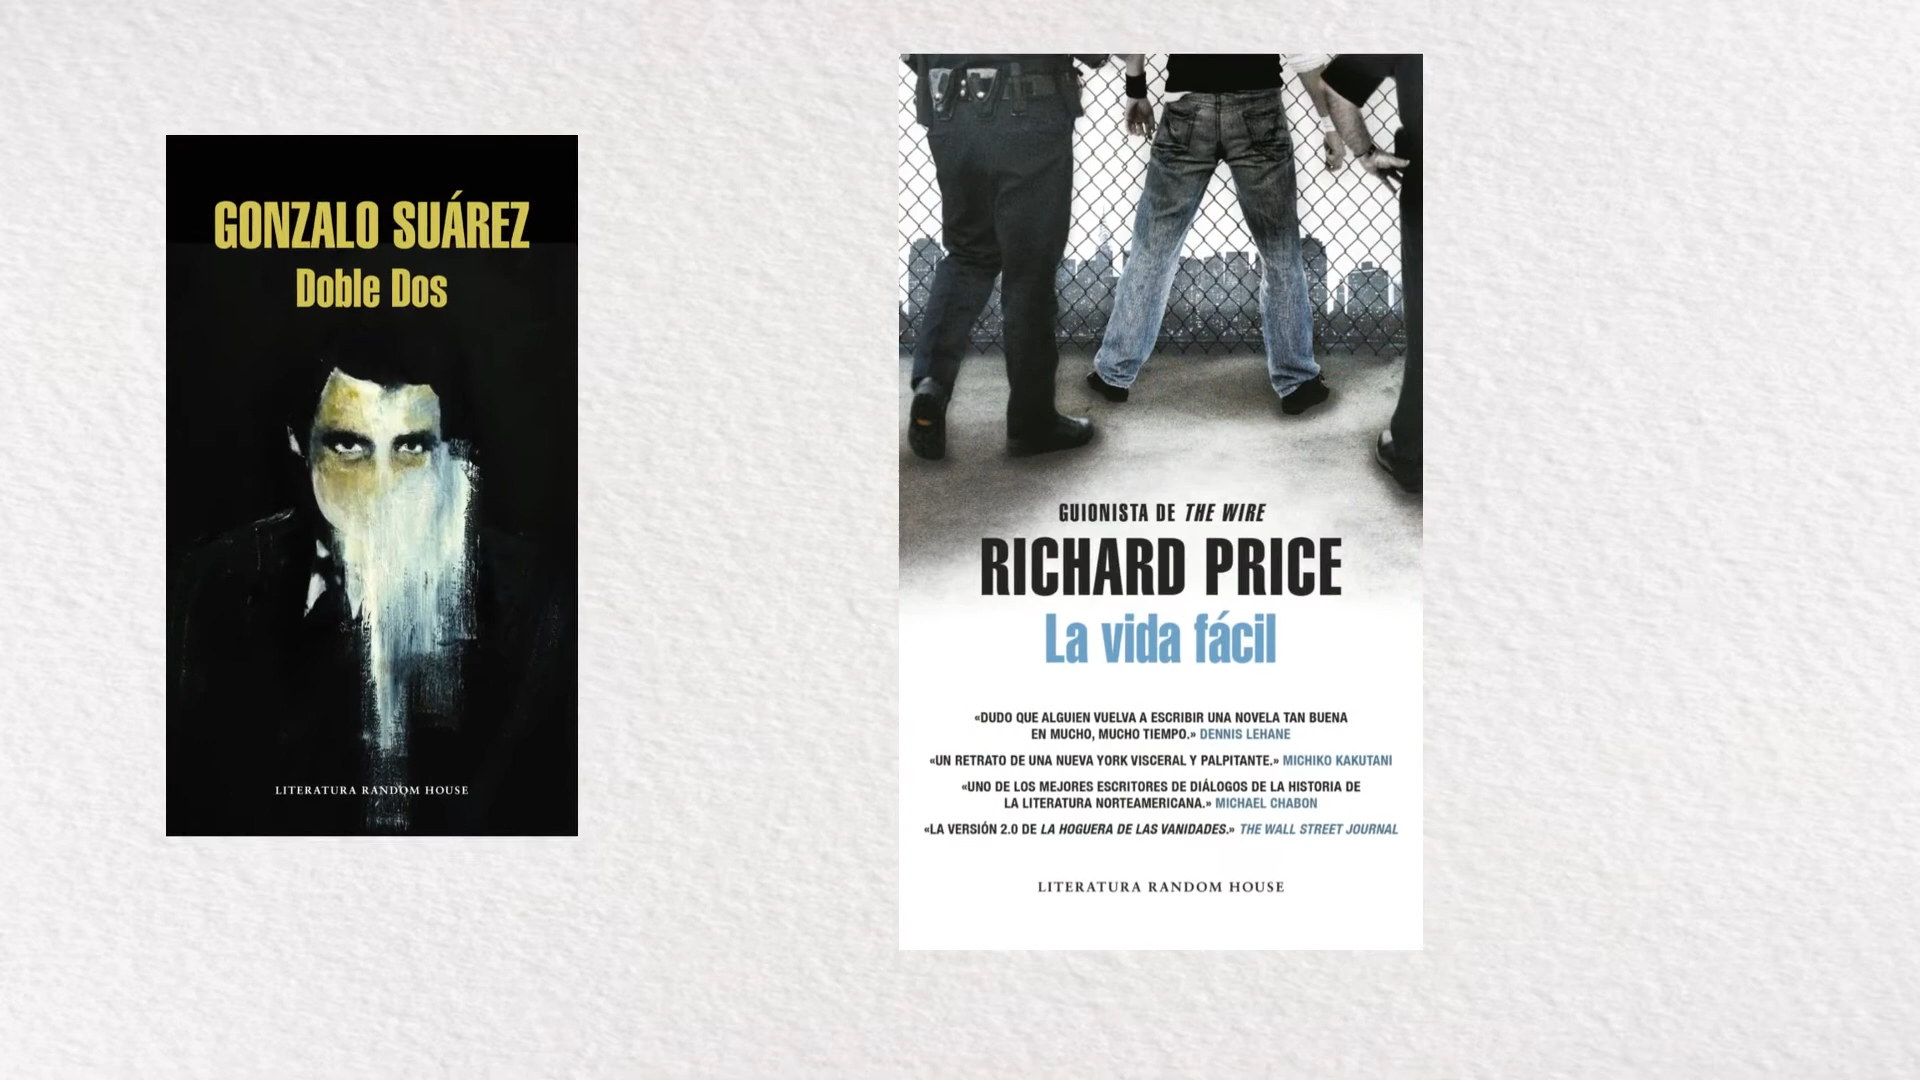 GONZALO SUÁREZ
Doble Dos
LITERATURA RANDOM HOUSE
GUIONISTA DE THE WIRE
RICHARD PRICE
La vida fácil
«DUDO QUE ALGUIEN VUELVA A ESCRIBIR UNA NOVELA TAN BUENA
EN MUCHO, MUCHO TIEMPO.» DENNIS LEHANE
«UN RETRATO DE UNA NUEVA YORK VISCERAL Y PALPITANTE.» MICHIKO KAKUTANI
«UNO DE LOS MEJORES ESCRITORES DE DIÁLOGOS DE LA HISTORIA DE
LA LITERATURA NORTEAMERICANA.» MICHAEL CHABON
«LA VERSIÓN 2.0 DE LA HOGUERA DE LAS VANIDADES.» THE WALL STREET JOURNAL
LITERATURA RANDOM HOUSE